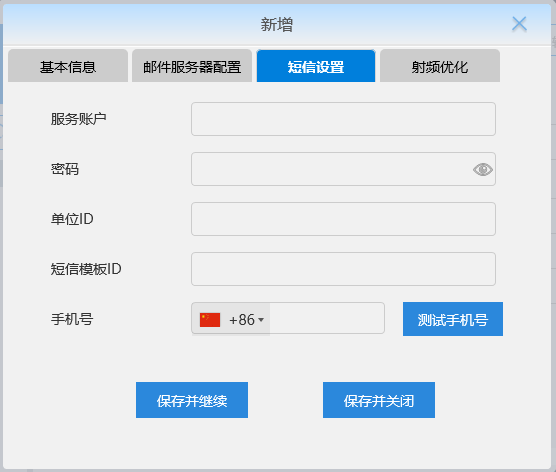 新增
基本信息 邮件服务器配置 短信设置 射频优化
服务账户
密码
单位ID
短信模板ID
手机号 +86 测试手机号
保存并继续 保存并关闭